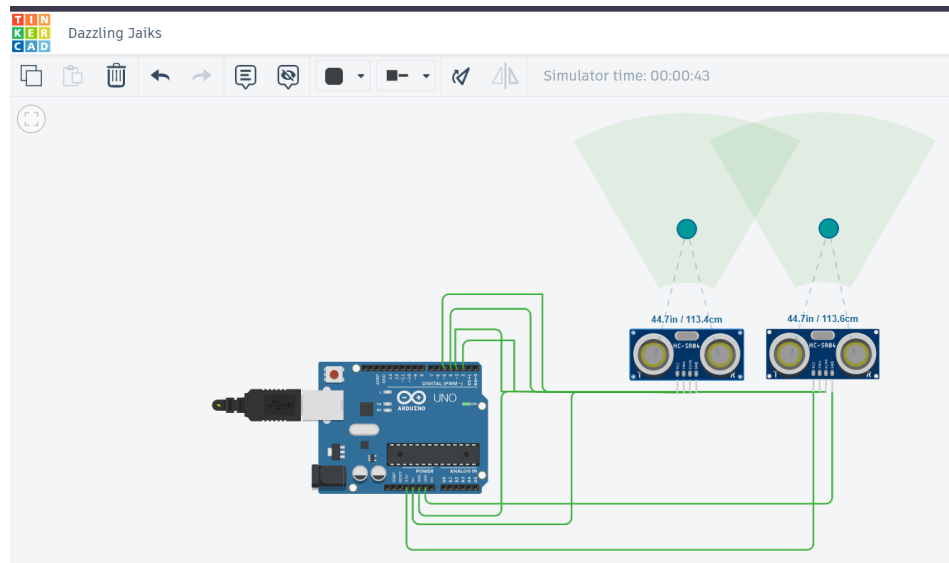 TIN
KER
CAD
Dazzling Jaiks
Simulator time: 00:00:43
44.7in / 113.4cm
44.7in / 113.6cm
HC-SR04
HC-SR04
T
R
T
R
DIGITAL (PWM~)
UNO
ARDUINO
POWER
ANALOG IN